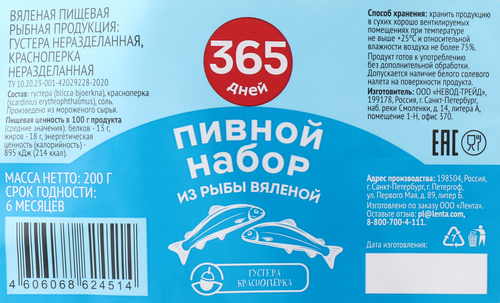 ВЯЛЕНАЯ ПИЩЕВАЯ
РЫБНАЯ ПРОДУКЦИЯ:
ГУСТЕРА НЕРАЗДЕЛАННАЯ,
КРАСНОПЕРКА
НЕРАЗДЕЛАННАЯ
ТУ 10.20.23-001-42029228-2020
Состав: густера (blicca bjoerkna), красноперка
(scardinius erythrophthalmus), соль.
Произведено из мороженого сырья.
Пищевая ценность в 100 г продукта
(средние значения): белков - 13 г,
жиров - 18 г, энергетическая
ценность (калорийность) -
895 кДж (214 ккал).
МАССА НЕТТО: 200 Г
СРОК ГОДНОСТИ:
6 МЕСЯЦЕВ
4 606068 624514
365
дней
ПИВНОЙ
НАБОР
ИЗ РЫБЫ ВЯЛЕНОЙ
ГУСТЕРА
КРАСНОПЕРКА
Способ хранения: хранить продукцию
в сухих хорошо вентилируемых
помещениях при температуре
не выше +25°С и относительной
влажности воздуха не более 75%.
Продукт готов к употреблению
без дополнительной обработки.
Допускается наличие белого солевого
налета на поверхности продукта.
Изготовитель: ООО «НЕВОД-ТРЕЙД»,
199178, Россия, г. Санкт-Петербург,
наб. реки Смоленки, д. 14, литера А,
помещение 1-Н, офис 370.
ЕАС
Адрес производства: 198504, Россия,
г. Санкт-Петербург, г. Петергоф,
ул. Первого Мая, д. 89, литер Б.
Изготовлено по заказу ООО «Лента».
Оставьте отзыв: pl@lenta.com,
8-800-700-4-111.
Дата изготовления:
7